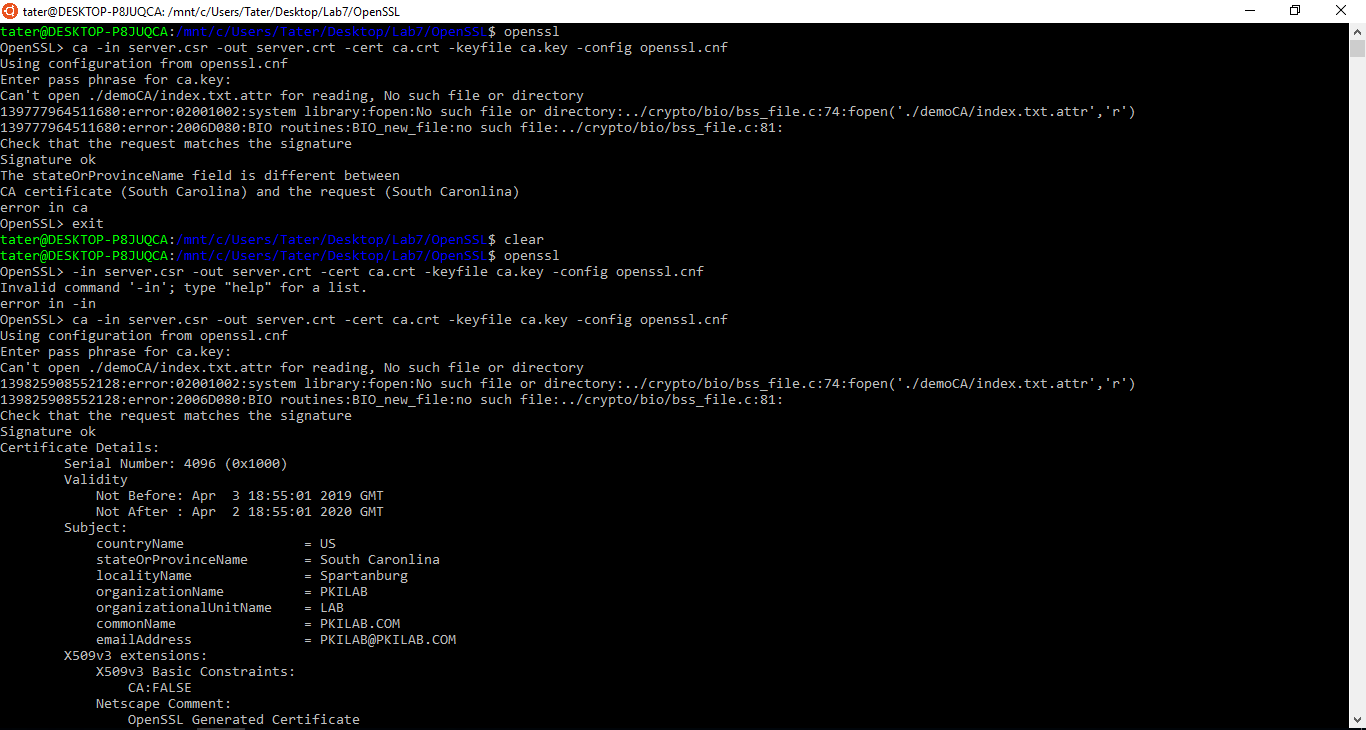 tater@DESKTOP-P8JUQCA: /mnt/c/Users/Tater/Desktop/Lab7/OpenSSL
tater@DESKTOP-P8JUQCA:/mnt/c/Users/Tater/Desktop/Lab7/OpenSSL$ openssl
OpenSSL> ca -in server.csr -out server.crt -cert ca.crt -keyfile ca.key -config openssl.cnf
Using configuration from openssl.cnf
Enter pass phrase for ca.key:
Can't open ./demoCA/index.txt.attr for reading, No such file or directory
139777964511680:error:02001002:system library:fopen:No such file or directory:../crypto/bio/bss_file.c:74:fopen('./demoCA/index.txt.attr','r')
139777964511680:error:2006D080:BIO routines:BIO_new_file:no such file:../crypto/bio/bss_file.c:81:
Check that the request matches the signature
Signature ok
The stateOrProvinceName field is different between
CA certificate (South Carolina) and the request (South Caronlina)
error in ca
OpenSSL> exit
tater@DESKTOP-P8JUQCA:/mnt/c/Users/Tater/Desktop/Lab7/OpenSSL$ clear
tater@DESKTOP-P8JUQCA:/mnt/c/Users/Tater/Desktop/Lab7/OpenSSL$ openssl
OpenSSL> -in server.csr -out server.crt -cert ca.crt -keyfile ca.key -config openssl.cnf
Invalid command '-in'; type "help" for a list.
error in -in
OpenSSL> ca -in server.csr -out server.crt -cert ca.crt -keyfile ca.key -config openssl.cnf
Using configuration from openssl.cnf
Enter pass phrase for ca.key:
Can't open ./demoCA/index.txt.attr for reading, No such file or directory
139825908552128:error:02001002:system library:fopen:No such file or directory:../crypto/bio/bss_file.c:74:fopen('./demoCA/index.txt.attr','r')
139825908552128:error:2006D080:BIO routines:BIO_new_file:no such file:../crypto/bio/bss_file.c:81:
Check that the request matches the signature
Signature ok
Certificate Details:
        Serial Number: 4096 (0x1000)
        Validity
            Not Before: Apr  3 18:55:01 2019 GMT
            Not After : Apr  2 18:55:01 2020 GMT
        Subject:
            countryName               = US
            stateOrProvinceName       = South Caronlina
            localityName              = Spartanburg
            organizationName          = PKILAB
            organizationalUnitName    = LAB
            commonName                = PKILAB.COM
            emailAddress              = PKILAB@PKILAB.COM
        X509v3 extensions:
            X509v3 Basic Constraints:
                CA:FALSE
            Netscape Comment:
                OpenSSL Generated Certificate